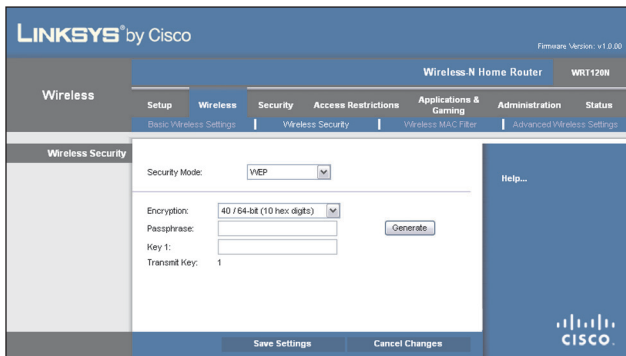 LINKSYS® by Cisco
Firmware Version: v1.0.00
Wireless-N Home Router WRT120N
Wireless
Setup Wireless Security Access Restrictions Applications & Gaming Administration Status
Basic Wireless Settings Wireless Security Wireless MAC Filter Advanced Wireless Settings
Wireless Security
Security Mode: WEP
Help...
Encryption: 40 / 64-bit (10 hex digits)
Passphrase: Generate
Key 1:
Transmit Key: 1
Save Settings Cancel Changes
CISCO.